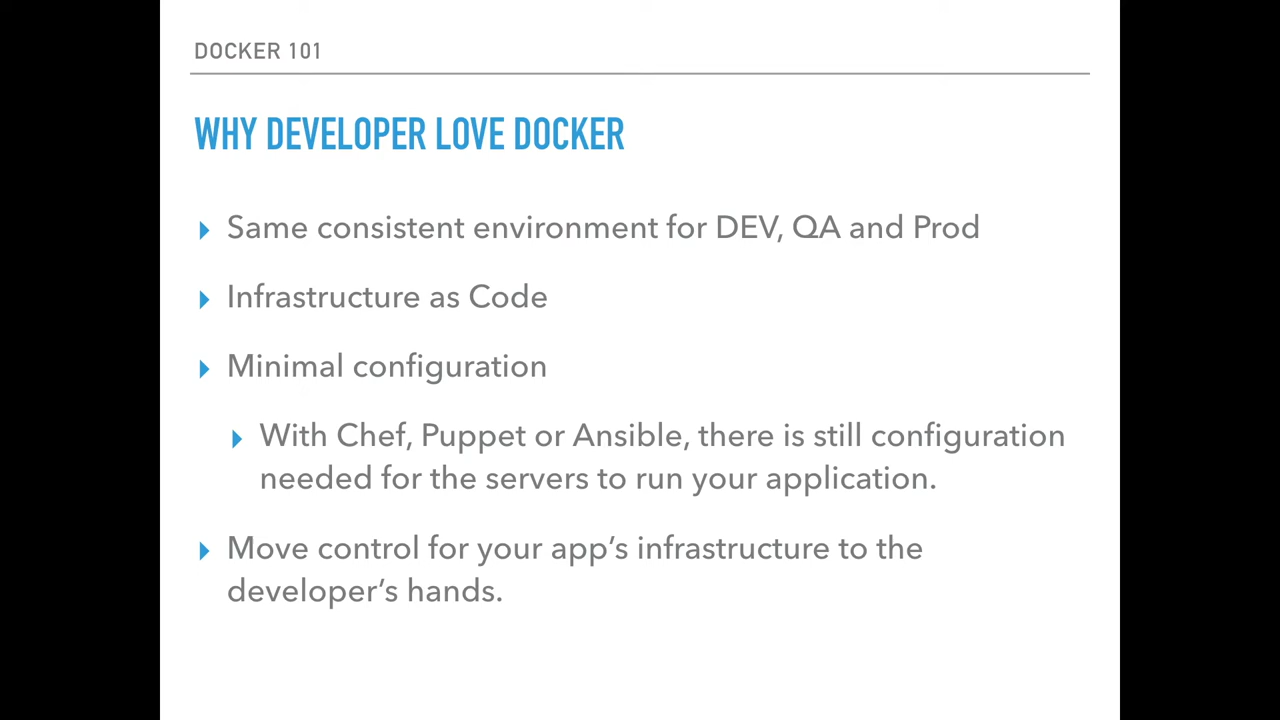 DOCKER 101
WHY DEVELOPER LOVE DOCKER
Same consistent environment for DEV, QA and Prod
Infrastructure as Code
Minimal configuration
With Chef, Puppet or Ansible, there is still configuration
needed for the servers to run your application.
Move control for your app’s infrastructure to the
developer’s hands.